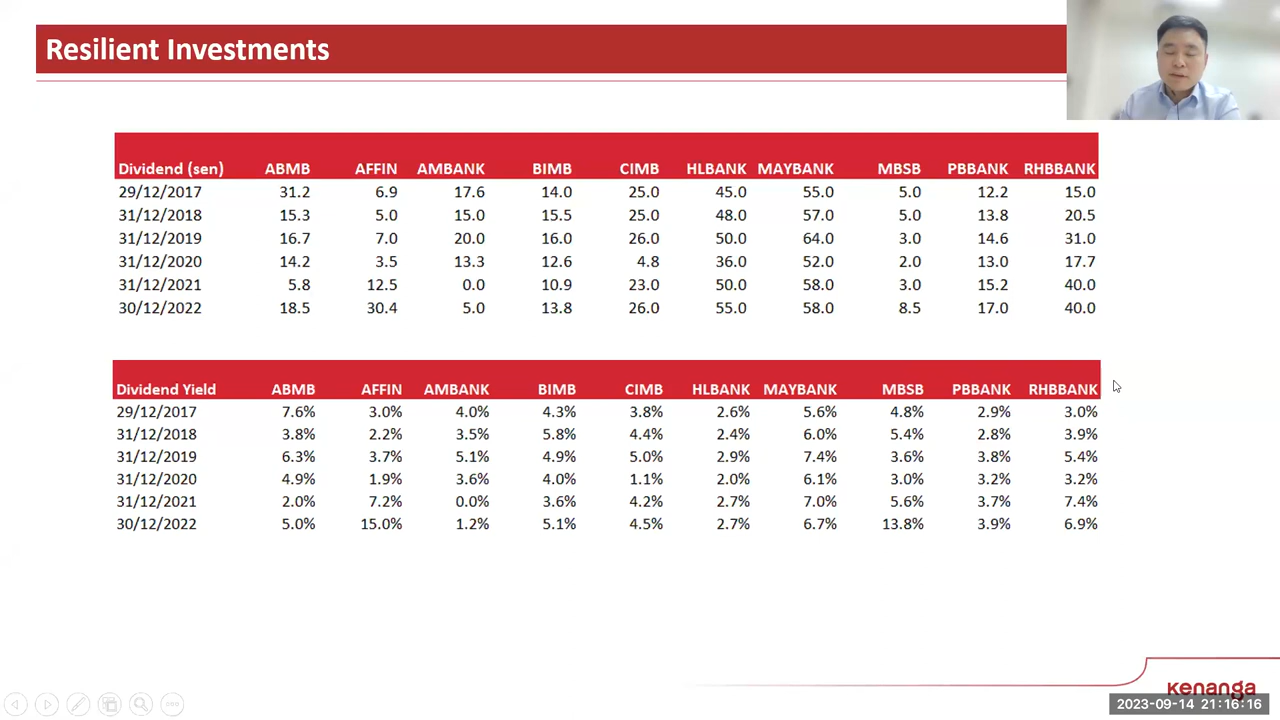 Resilient Investments
Dividend (sen) ABMB AFFIN AMBANK BIMB CIMB HLBANK MAYBANK MBSB PBBANK RHBBANK
29/12/2017 31.2 6.9 17.6 14.0 25.0 45.0 55.0 5.0 12.2 15.0
31/12/2018 15.3 5.0 15.0 15.5 25.0 48.0 57.0 5.0 13.8 20.5
31/12/2019 16.7 7.0 20.0 16.0 26.0 50.0 64.0 3.0 14.6 31.0
31/12/2020 14.2 3.5 13.3 12.6 4.8 36.0 52.0 2.0 13.0 17.7
31/12/2021 5.8 12.5 0.0 10.9 23.0 50.0 58.0 3.0 15.2 40.0
30/12/2022 18.5 30.4 5.0 13.8 26.0 55.0 58.0 8.5 17.0 40.0
Dividend Yield ABMB AFFIN AMBANK BIMB CIMB HLBANK MAYBANK MBSB PBBANK RHBBANK
29/12/2017 7.6% 3.0% 4.0% 4.3% 3.8% 2.6% 5.6% 4.8% 2.9% 3.0%
31/12/2018 3.8% 2.2% 3.5% 5.8% 4.4% 2.4% 6.0% 5.4% 2.8% 3.9%
31/12/2019 6.3% 3.7% 5.1% 4.9% 5.0% 2.9% 7.4% 3.6% 3.8% 5.4%
31/12/2020 4.9% 1.9% 3.6% 4.0% 1.1% 2.0% 6.1% 3.0% 3.2% 3.2%
31/12/2021 2.0% 7.2% 0.0% 3.6% 4.2% 2.7% 7.0% 5.6% 3.7% 7.4%
30/12/2022 5.0% 15.0% 1.2% 5.1% 4.5% 2.7% 6.7% 13.8% 3.9% 6.9%
kenanga
2023-09-14 21:16:16